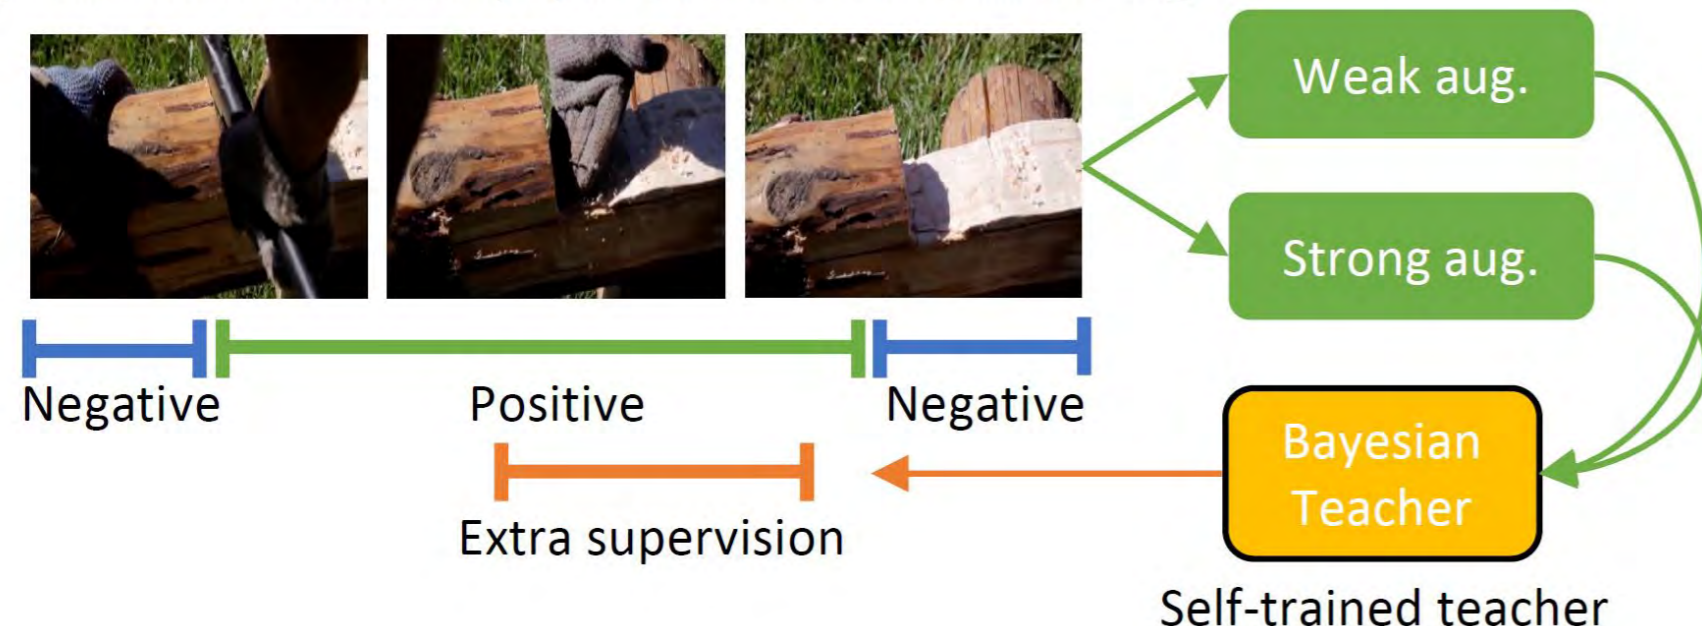 Weak aug.
Strong aug.
Negative
Positive
Negative
Bayesian
Teacher
Extra supervision
Self-trained teacher